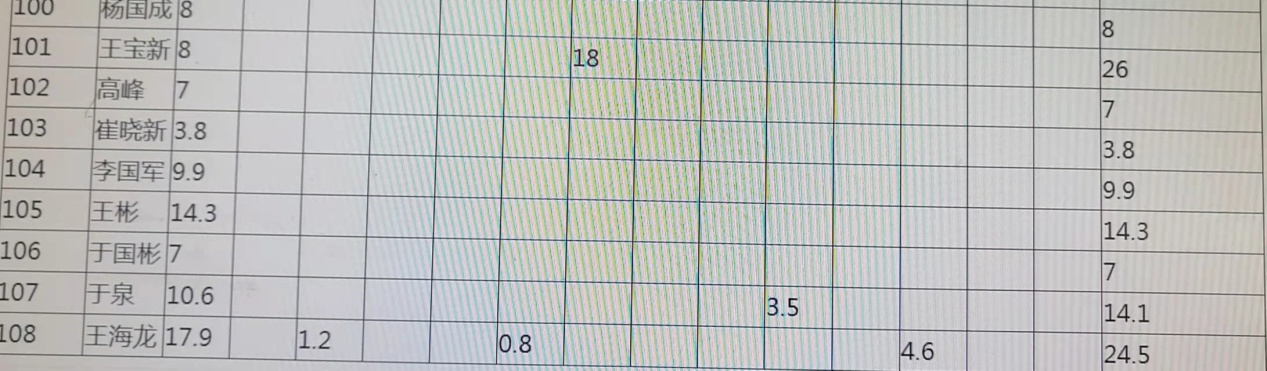 100 杨国成 8 8
101 王宝新 8 18 26
102 高峰 7 7
103 崔晓新 3.8 3.8
104 李国军 9.9 9.9
105 王彬 14.3 14.3
106 于国彬 7 7
107 于泉 10.6 3.5 14.1
108 王海龙 17.9 1.2 0.8 4.6 24.5